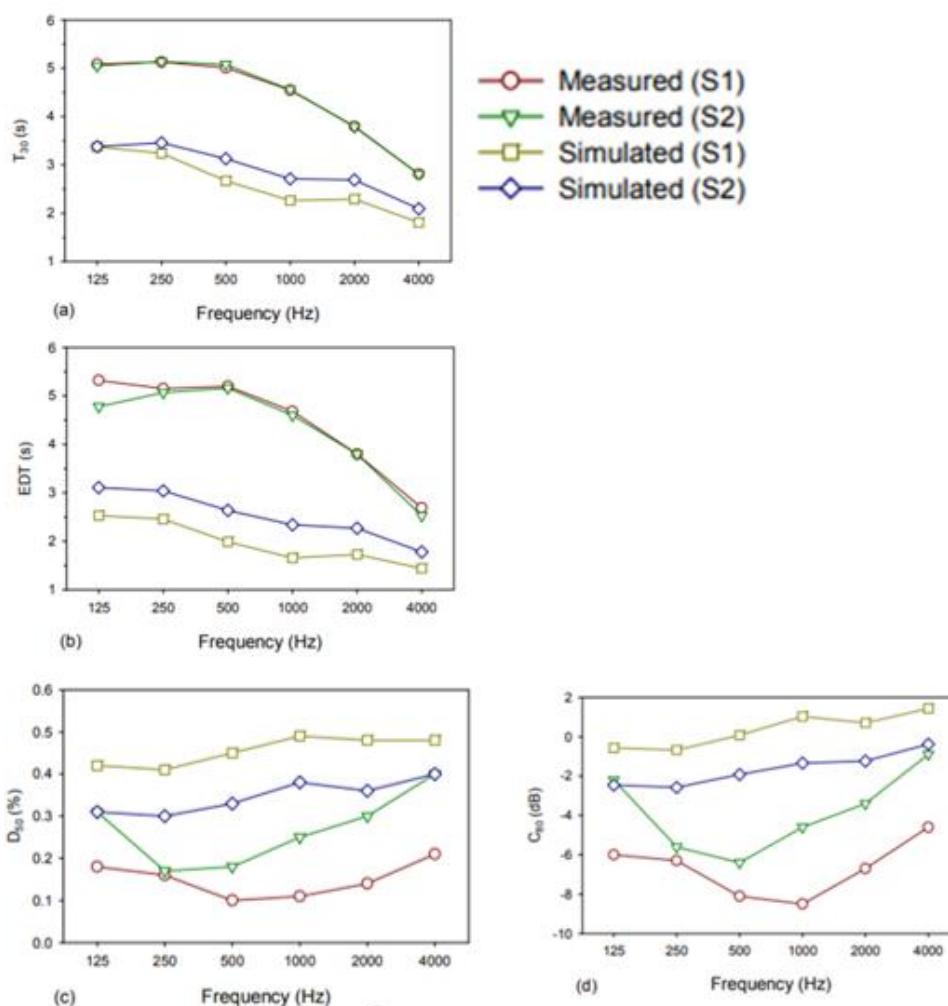 6
5
4
3
2
1
T30 (s)
125 250 500 1000 2000 4000
(a)
Frequency (Hz)
Measured (S1)
Measured (S2)
Simulated (S1)
Simulated (S2)
6
5
4
3
2
1
EDT (s)
125 250 500 1000 2000 4000
(b)
Frequency (Hz)
0.6
0.5
0.4
0.3
0.2
0.1
0.0
D50 (%)
125 250 500 1000 2000 4000
(c)
Frequency (Hz)
2
0
-2
-4
-6
-8
-10
C80 (dB)
125 250 500 1000 2000 4000
(d)
Frequency (Hz)